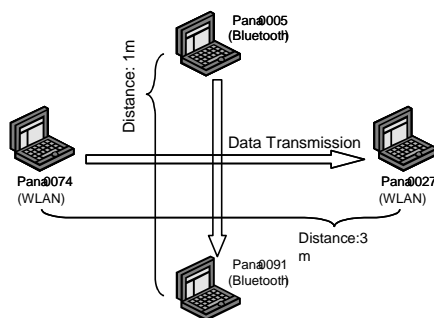 Pana0005
(Bluetooth)
Distance: 1m
Data Transmission
Pana0074
(WLAN)
Pana0027
(WLAN)
Distance:3
m
Pana0091
(Bluetooth)